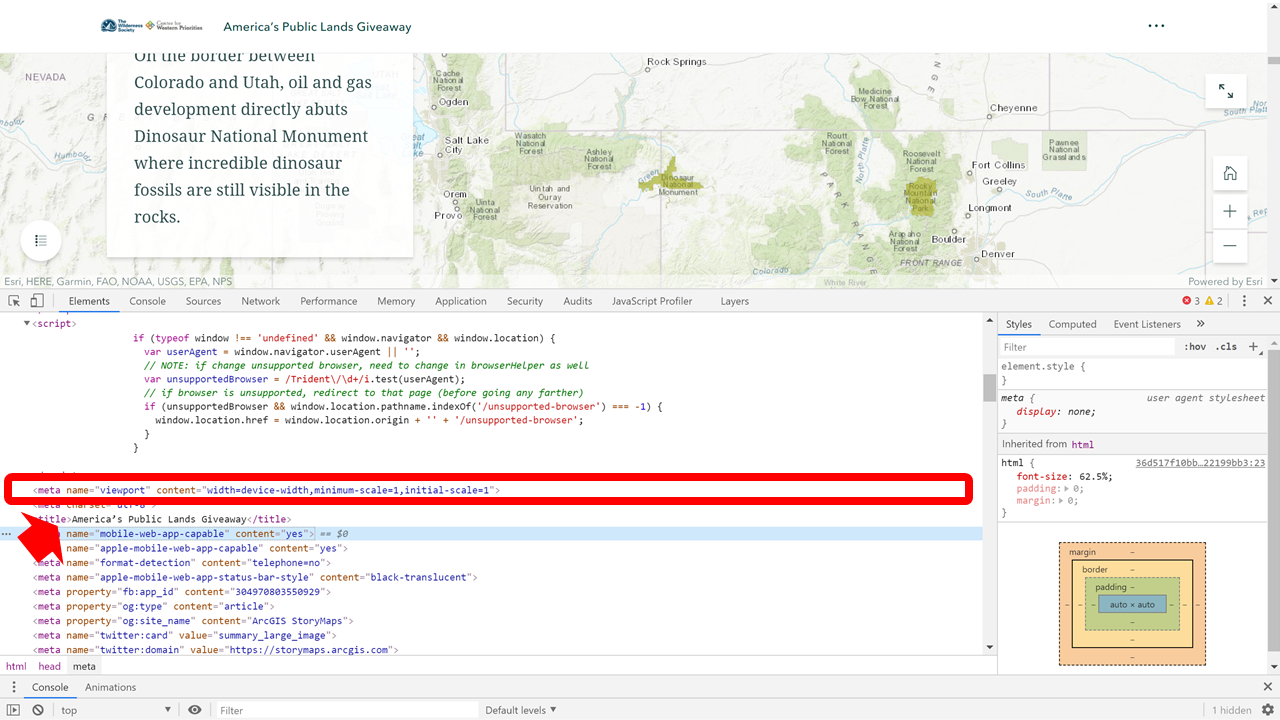 The Wilderness Society
Center for Western Priorities
America’s Public Lands Giveaway
On the border between
Colorado and Utah, oil and gas
development directly abuts
Dinosaur National Monument
where incredible dinosaur
fossils are still visible in the
rocks.
NEVADA
Humboldt
Rock Springs
Cache National Forest
Ogden
Salt Lake City
Wasatch National Forest
Ashley National Forest
Green
Dinosaur National Monument
Orem
Provo
Uinta National Forest
Uintah and Ouray Reservation
Medicine Bow National Forest
Cheyenne
Routt National Forest
North Platte
Roosevelt National Forest
Pawnee National Grasslands
Fort Collins
Greeley
South Platte
Rocky Mountain National Park
Longmont
Arapaho National Forest
Boulder
Denver
FRONT RANGE
Colorado
White River
South Pl
Esri, HERE, Garmin, FAO, NOAA, USGS, EPA, NPS
Powered by Esri
Elements Console Sources Network Performance Memory Application Security Audits JavaScript Profiler Layers 3 2
▼<script>
if (typeof window !== 'undefined' && window.navigator && window.location) {
var userAgent = window.navigator.userAgent || '';
// NOTE: if change unsupported browser, need to change in browserHelper as well
var unsupportedBrowser = /Trident\/\d+/i.test(userAgent);
// if browser is unsupported, redirect to that page (before going any farther)
if (unsupportedBrowser && window.location.pathname.indexOf('/unsupported-browser') === -1) {
window.location.href = window.location.origin + '' + '/unsupported-browser';
}
}
<meta name="viewport" content="width=device-width,minimum-scale=1,initial-scale=1">
<meta charset="utf-8">
title>America’s Public Lands Giveaway</title>
name="mobile-web-app-capable" content="yes"> == $0
name="apple-mobile-web-app-capable" content="yes">
<meta name="format-detection" content="telephone=no">
<meta name="apple-mobile-web-app-status-bar-style" content="black-translucent">
<meta property="fb:app_id" content="304970803550929">
<meta property="og:type" content="article">
<meta property="og:site_name" content="ArcGIS StoryMaps">
<meta name="twitter:card" value="summary_large_image">
<meta name="twitter:domain" value="https://storymaps.arcgis.com">
html head meta
Styles Computed Event Listeners »
Filter :hov .cls +
element.style {
}
meta { user agent stylesheet
display: none;
}
Inherited from html
html { 36d517f10bb…22199bb3:23
font-size: 62.5%;
padding:▶ 0;
margin:▶ 0;
}
margin –
border –
padding –
– – – auto × auto – – –
–
–
–
Console Animations
top ▼ Filter Default levels ▼ 1 hidden